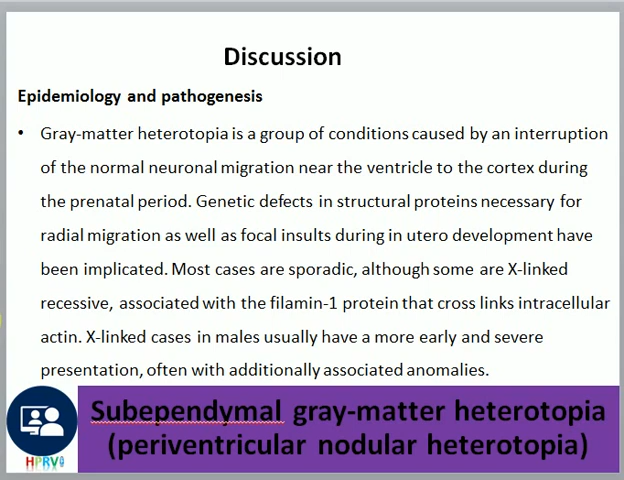 Discussion
Epidemiology and pathogenesis
• Gray-matter heterotopia is a group of conditions caused by an interruption
of the normal neuronal migration near the ventricle to the cortex during
the prenatal period. Genetic defects in structural proteins necessary for
radial migration as well as focal insults during in utero development have
been implicated. Most cases are sporadic, although some are X-linked
recessive, associated with the filamin-1 protein that cross links intracellular
actin. X-linked cases in males usually have a more early and severe
presentation, often with additionally associated anomalies.
Subependymal gray-matter heterotopia
(periventricular nodular heterotopia)
HPRV